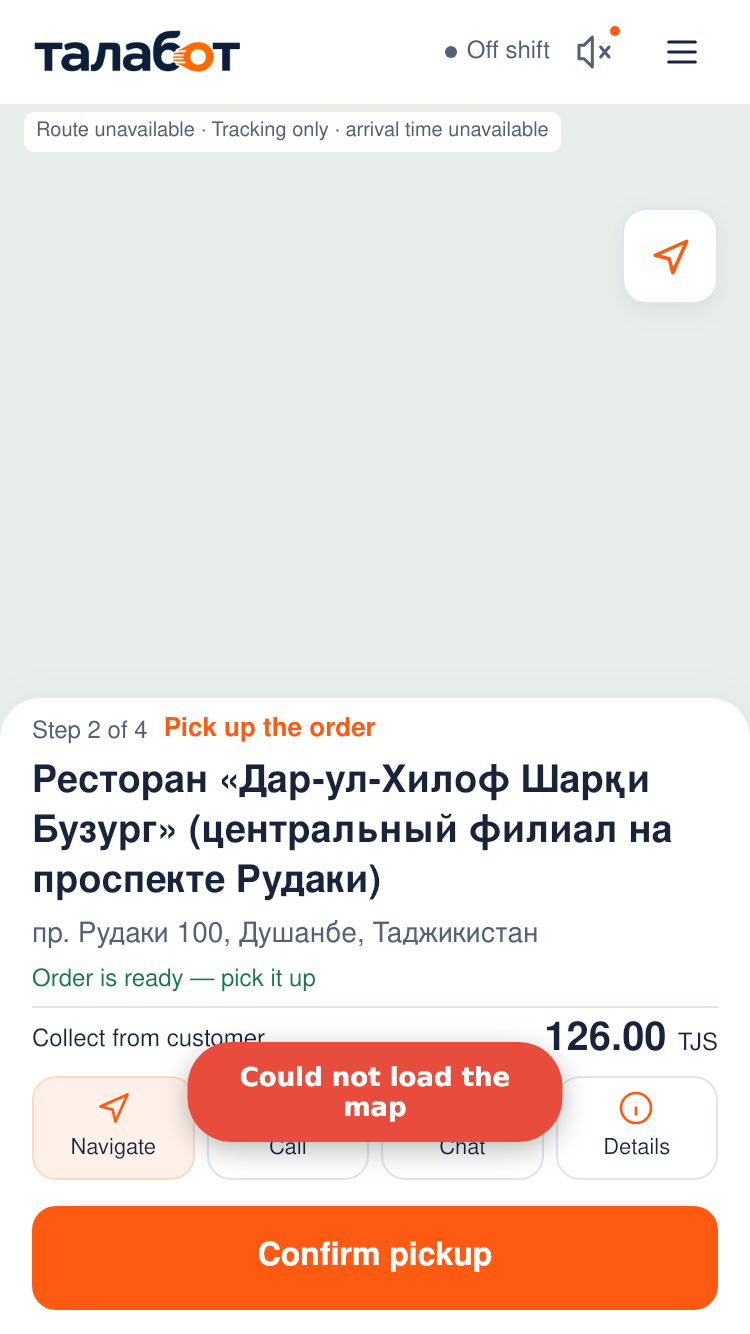 талабот
Off shift
Route unavailable · Tracking only · arrival time unavailable
Step 2 of 4 Pick up the order
Ресторан «Дар-ул-Хилоф Шарқи
Бузург» (центральный филиал на
проспекте Рудаки)
пр. Рудаки 100, Душанбе, Таджикистан
Order is ready — pick it up
Collect from customer 126.00 TJS
Could not load the
map
Navigate Call Chat Details
Confirm pickup